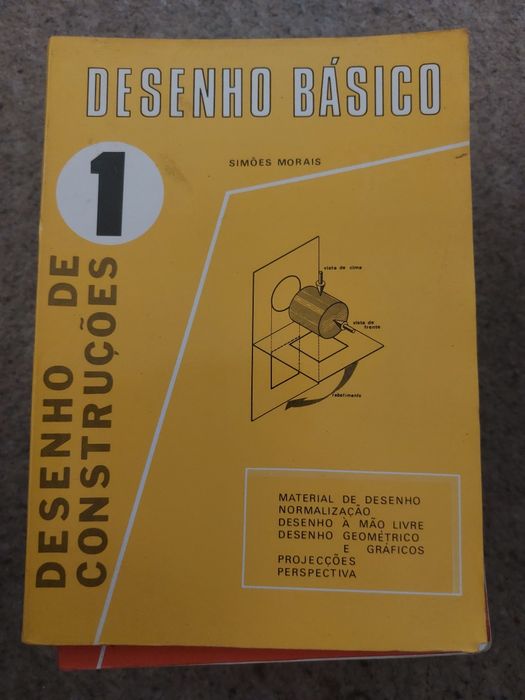 DESENHO BÁSICO
SIMÕES MORAIS
1
DESENHO DE
CONSTRUÇÕES
vista de cima
vista de
frente
rebatimento
MATERIAL DE DESENHO
NORMALIZAÇÃO
DESENHO À MÃO LIVRE
DESENHO GEOMÉTRICO
E GRÁFICOS
PROJECÇÕES
PERSPECTIVA